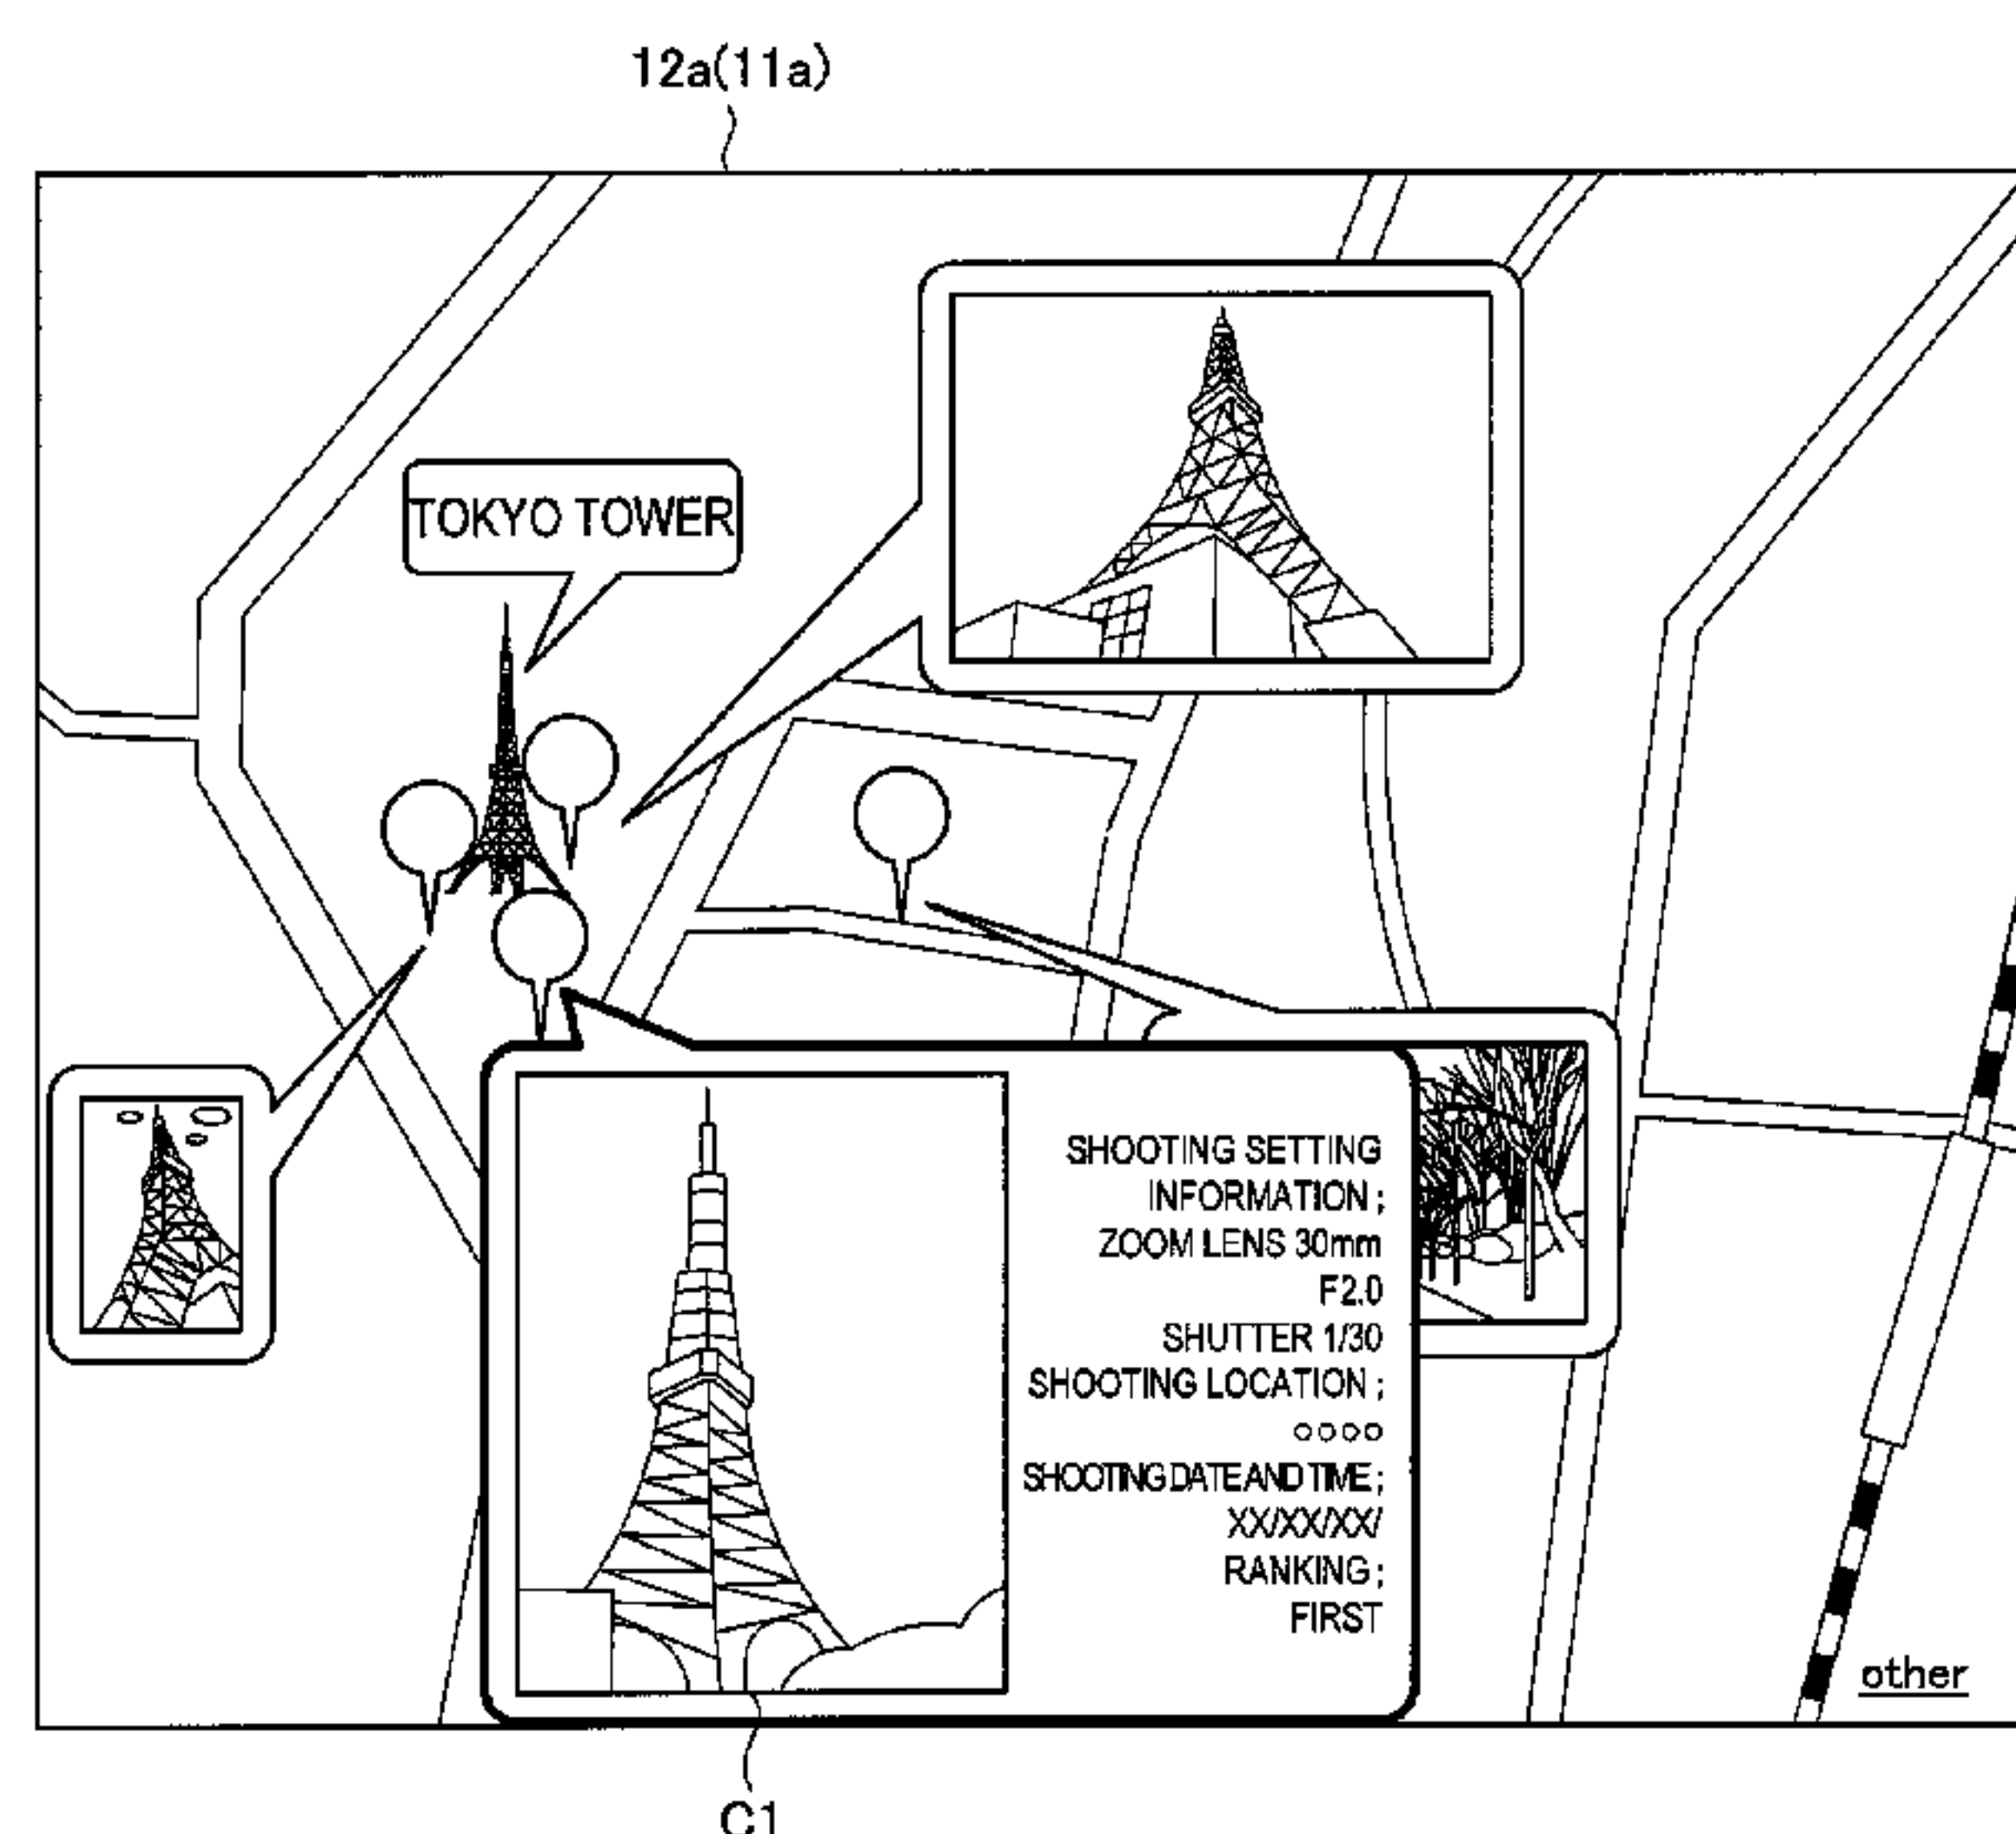 12a(11a)
TOKYO TOWER
SHOOTING SETTING
INFORMATION ;
ZOOM LENS 30mm
F2.0
SHUTTER 1/30
SHOOTING LOCATION ;
○○○○
SHOOTING DATE AND TIME ;
XX/XX/XX/
RANKING ;
FIRST
other
C1